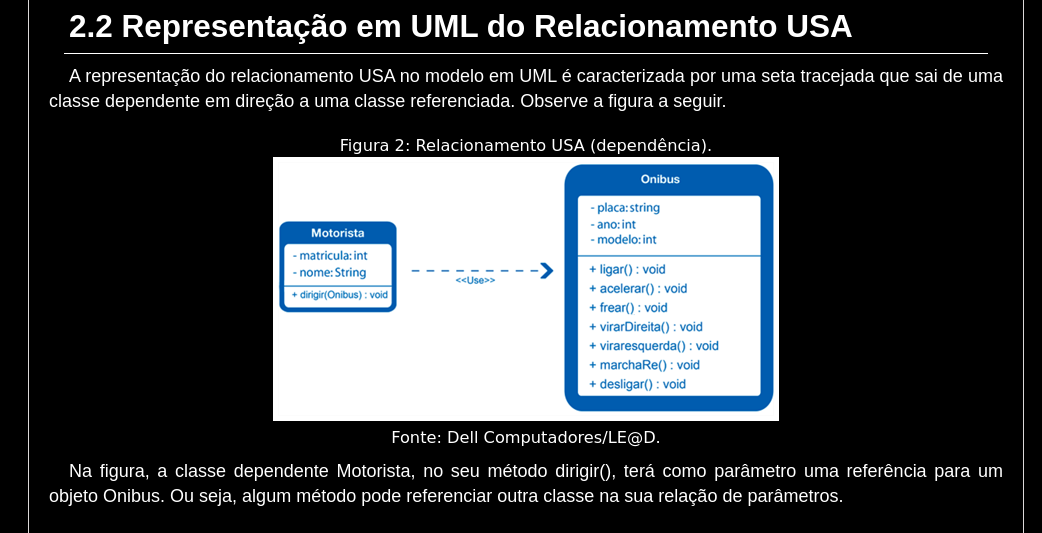 2.2 Representação em UML do Relacionamento USA
A representação do relacionamento USA no modelo em UML é caracterizada por uma seta tracejada que sai de uma
classe dependente em direção a uma classe referenciada. Observe a figura a seguir.
Figura 2: Relacionamento USA (dependência).
Motorista
- matricula: int
- nome: String
+ dirigir(Onibus) : void
<<Use>>
Onibus
- placa: string
- ano: int
- modelo: int
+ ligar() : void
+ acelerar() : void
+ frear() : void
+ virarDireita() : void
+ viraresquerda() : void
+ marchaRe() : void
+ desligar() : void
Fonte: Dell Computadores/LE@D.
Na figura, a classe dependente Motorista, no seu método dirigir(), terá como parâmetro uma referência para um
objeto Onibus. Ou seja, algum método pode referenciar outra classe na sua relação de parâmetros.